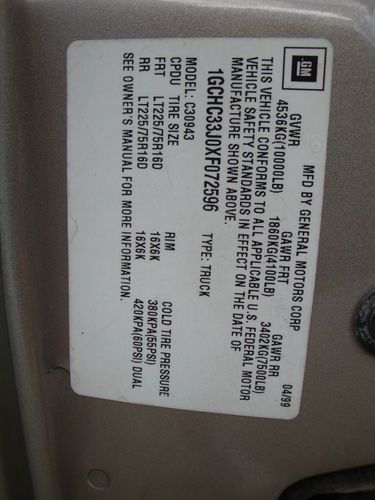 GM
MFD BY GENERAL MOTORS CORP
04/99
GVWR GAWR FRT GAWR RR
4536KG(10000LB) 1860KG(4100LB) 3402KG(7500LB)
THIS VEHICLE CONFORMS TO ALL APPLICABLE U.S. FEDERAL MOTOR
VEHICLE SAFETY STANDARDS IN EFFECT ON THE DATE OF
MANUFACTURE SHOWN ABOVE.
1GCHC33J0XF072596 TYPE: TRUCK
MODEL: C30943
CPDU TIRE SIZE RIM COLD TIRE PRESSURE
FRT LT225/75R16D 16X6K 380KPA(55PSI)
RR LT225/75R16D 16X6K 420KPA(60PSI) DUAL
SEE OWNER'S MANUAL FOR MORE INFORMATION.